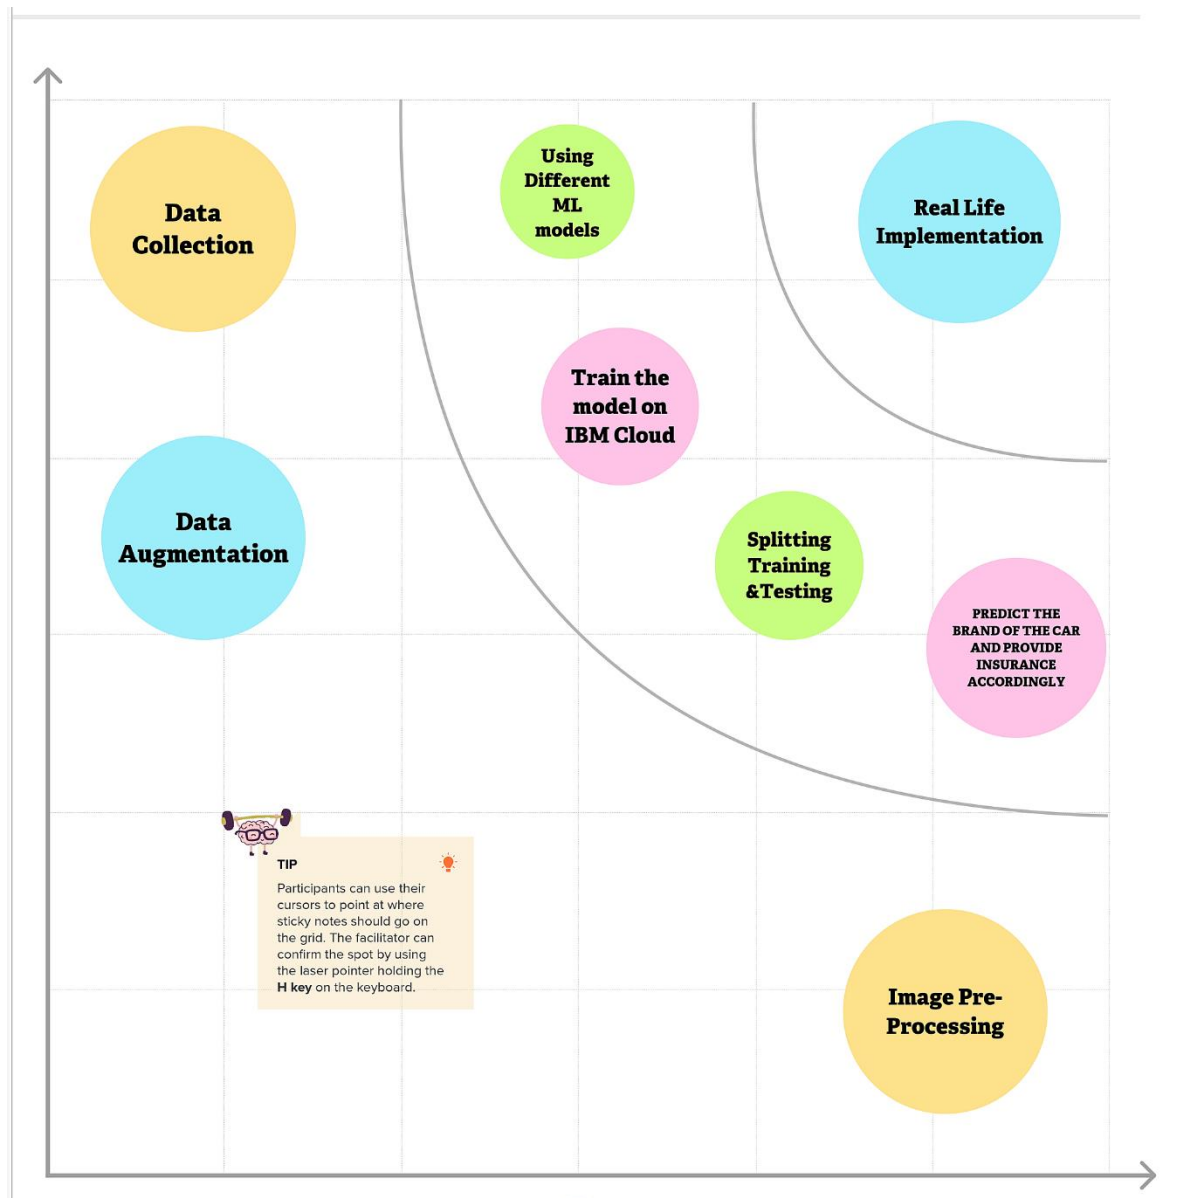 Data
Collection
Using
Different
ML
models
Real Life
Implementation
Train the
model on
IBM Cloud
Data
Augmentation
Splitting
Training
&Testing
PREDICT THE
BRAND OF THE CAR
AND PROVIDE
INSURANCE
ACCORDINGLY
TIP
Participants can use their
cursors to point at where
sticky notes should go on
the grid. The facilitator can
confirm the spot by using
the laser pointer holding the
H key on the keyboard.
Image Pre-
Processing